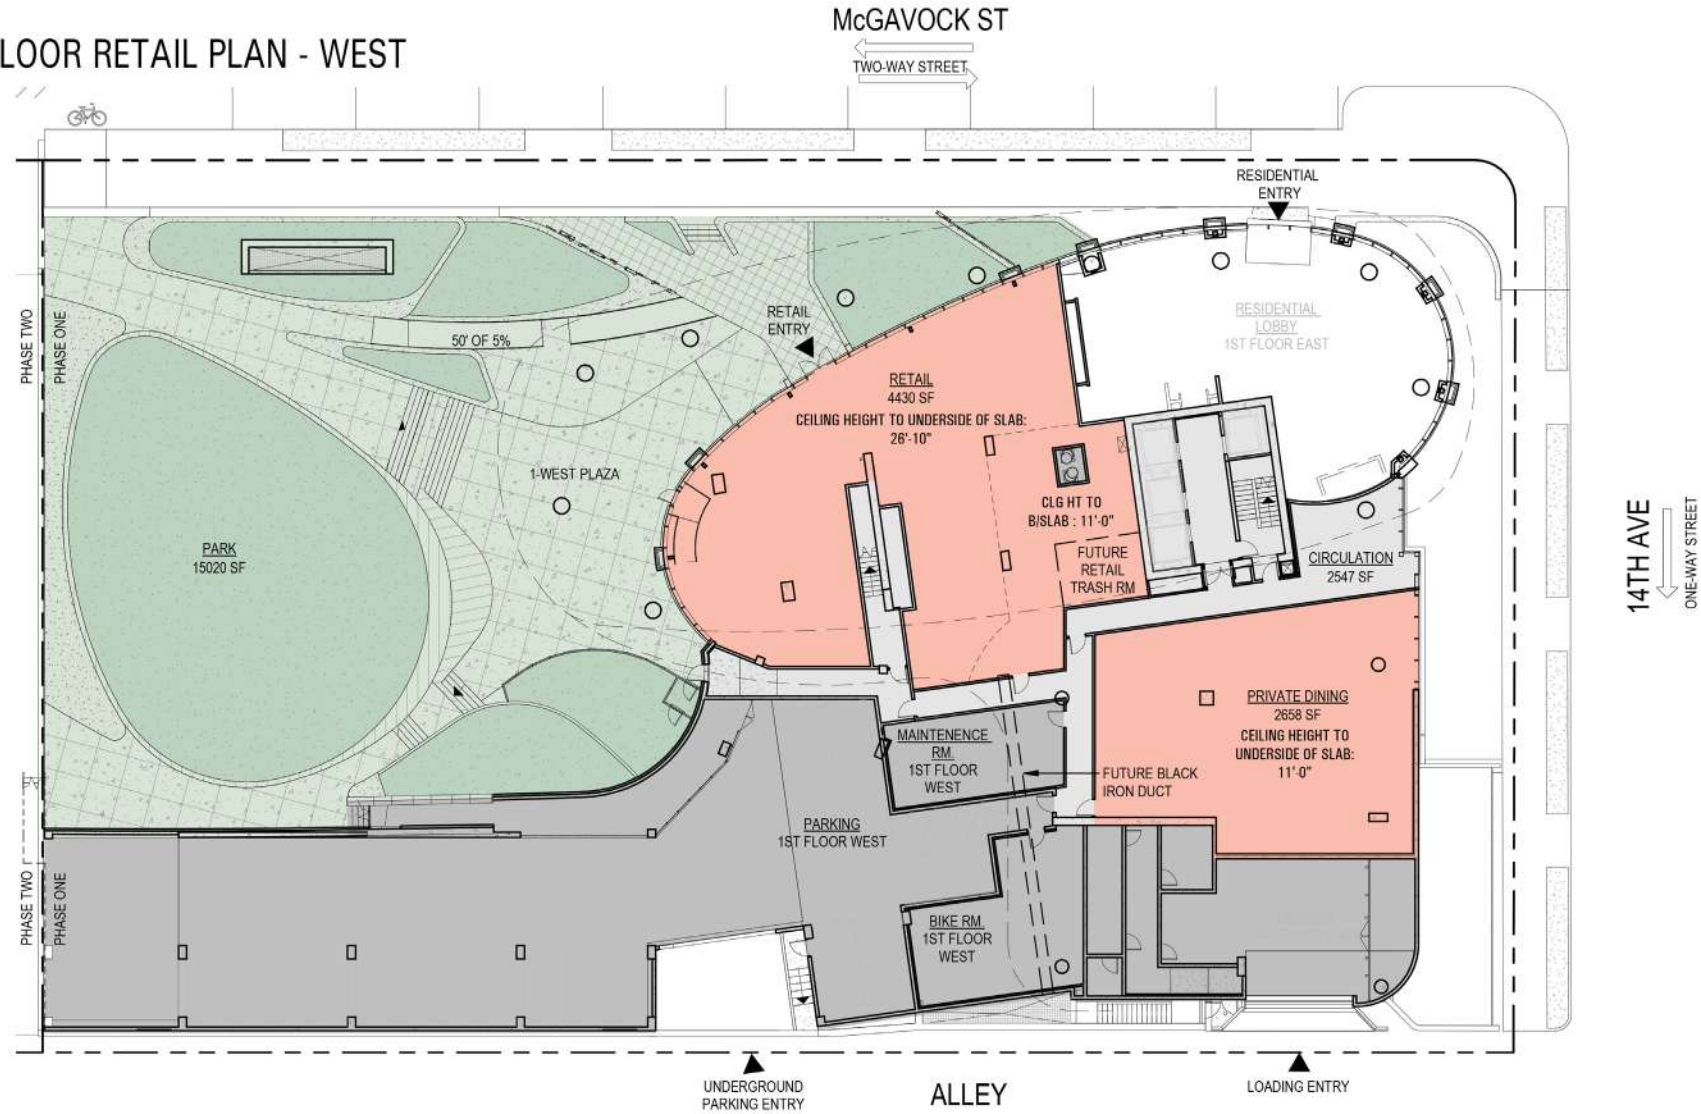 McGAVOCK ST
LOOR RETAIL PLAN - WEST
TWO-WAY STREET
RESIDENTIAL
ENTRY
PHASE TWO
PHASE ONE
50' OF 5%
RETAIL
ENTRY
RESIDENTIAL
LOBBY
1ST FLOOR EAST
RETAIL
4430 SF
CEILING HEIGHT TO UNDERSIDE OF SLAB:
26'-10"
1-WEST PLAZA
CLG HT TO
B/SLAB : 11'-0"
PARK
15020 SF
FUTURE
RETAIL
TRASH RM
CIRCULATION
2547 SF
14TH AVE
ONE-WAY STREET
PRIVATE DINING
2658 SF
CEILING HEIGHT TO
UNDERSIDE OF SLAB:
11'-0"
MAINTENENCE
RM.
1ST FLOOR
WEST
FUTURE BLACK
IRON DUCT
PARKING
1ST FLOOR WEST
PHASE TWO
PHASE ONE
BIKE RM.
1ST FLOOR
WEST
UNDERGROUND
PARKING ENTRY
ALLEY
LOADING ENTRY